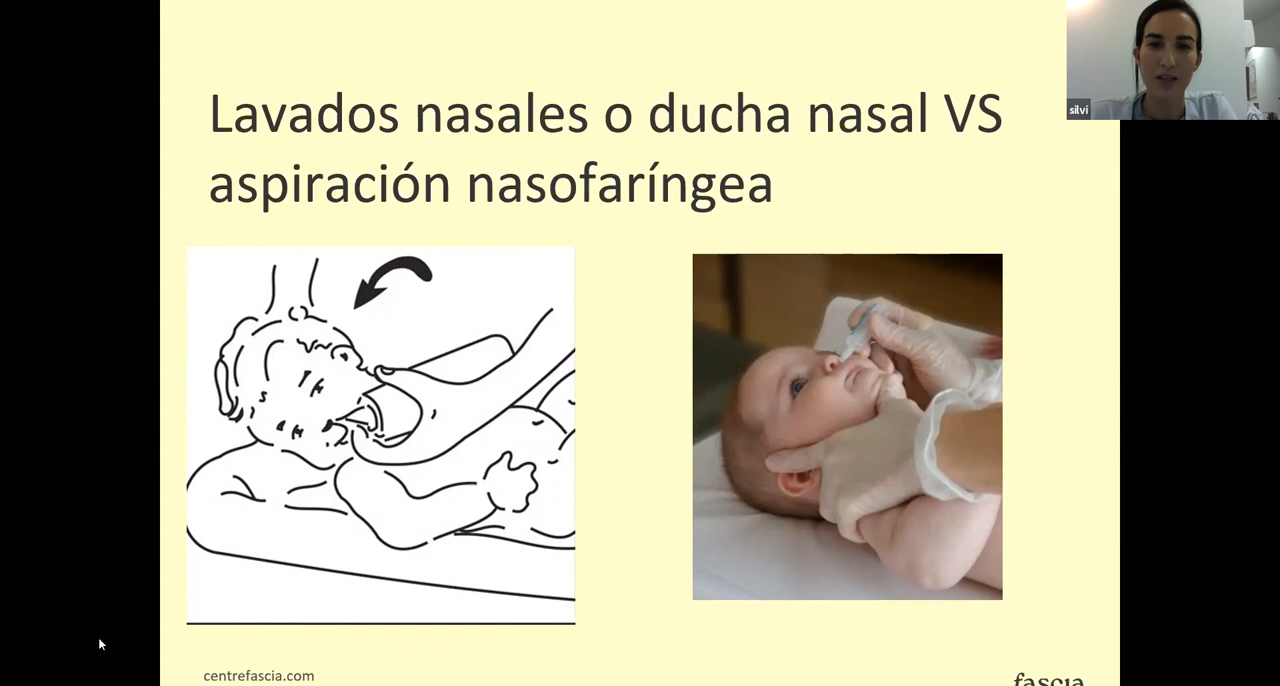 silvi
Lavados nasales o ducha nasal VS
aspiración nasofaríngea
centrefascia.com
fascia